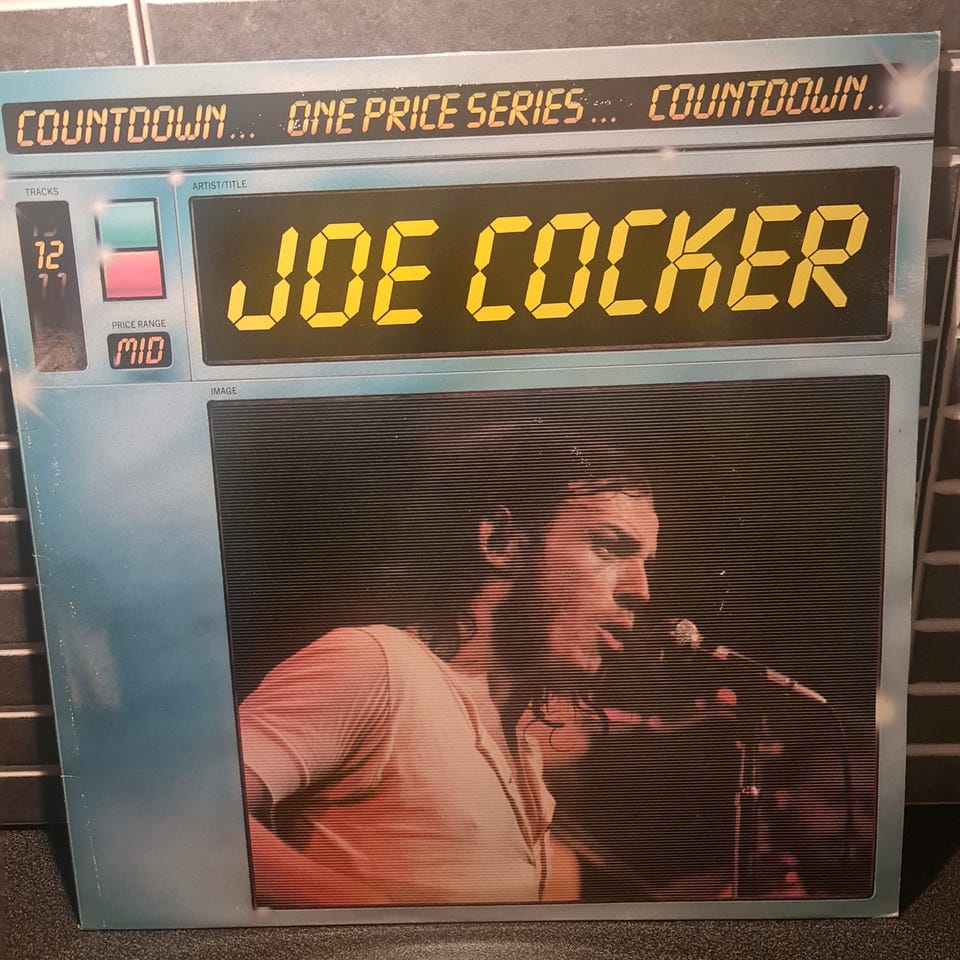 COUNTDOWN... ONE PRICE SERIES... COUNTDOWN...
TRACKS
12
ARTIST/TITLE
JOE COCKER
PRICE RANGE
MID
IMAGE